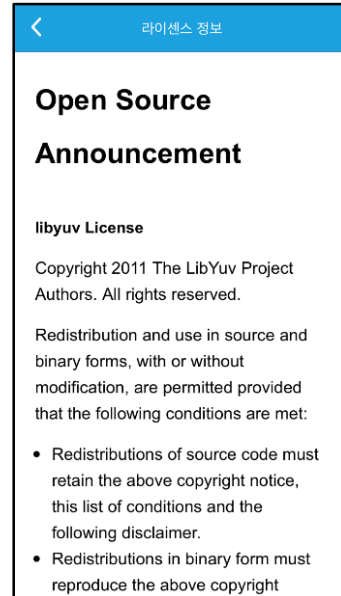 라이센스 정보
Open Source
Announcement
libyuv License
Copyright 2011 The LibYuv Project
Authors. All rights reserved.
Redistribution and use in source and
binary forms, with or without
modification, are permitted provided
that the following conditions are met:
• Redistributions of source code must
retain the above copyright notice,
this list of conditions and the
following disclaimer.
• Redistributions in binary form must
reproduce the above copyright